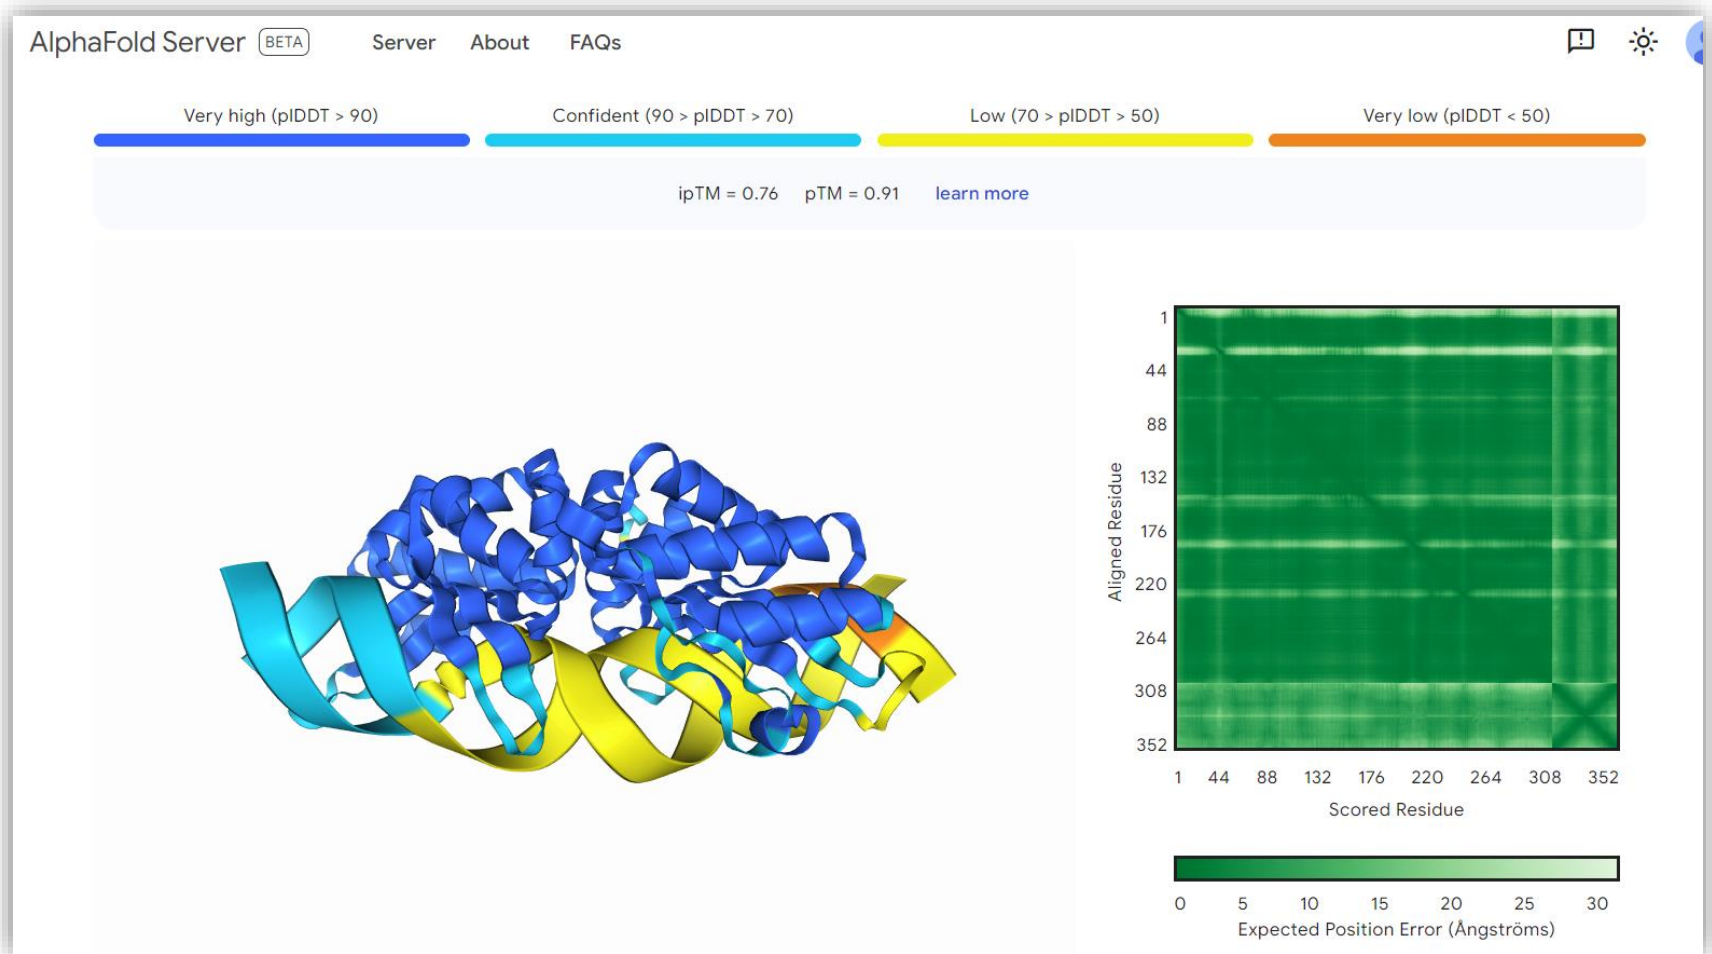 AlphaFold Server BETA Server About FAQs
Very high (pIDDT > 90) Confident (90 > pIDDT > 70) Low (70 > pIDDT > 50) Very low (pIDDT < 50)
ipTM = 0.76 pTM = 0.91 learn more
Aligned Residue
1
44
88
132
176
220
264
308
352
1 44 88 132 176 220 264 308 352
Scored Residue
0 5 10 15 20 25 30
Expected Position Error (Ångströms)